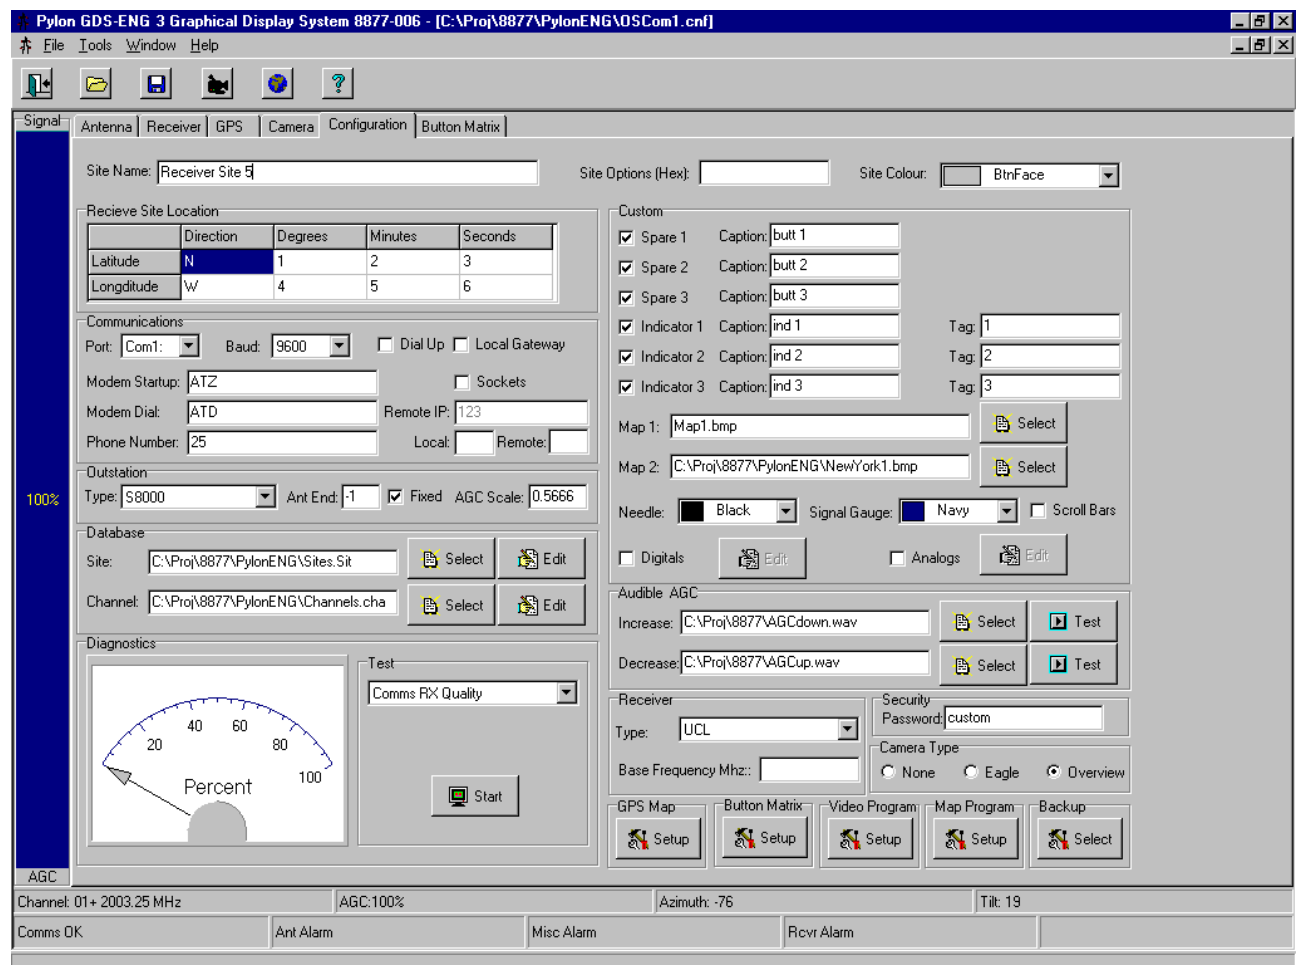 Pylon GDS-ENG 3 Graphical Display System 8877-006 - [C:\Proj\8877\PylonENG\OSCom1.cnf]
File Tools Window Help
Signal
Antenna Receiver GPS Camera Configuration Button Matrix
Site Name: Receiver Site 5 Site Options (Hex): Site Colour: BtnFace
Recieve Site Location
Direction Degrees Minutes Seconds
Latitude N 1 2 3
Longditude W 4 5 6
Communications
Port: Com1: Baud: 9600 Dial Up Local Gateway
Modem Startup: ATZ Sockets
Modem Dial: ATD Remote IP: 123
Phone Number: 25 Local: Remote:
Outstation
Type: S8000 Ant End: -1 Fixed AGC Scale: 0.5666
Database
Site: C:\Proj\8877\PylonENG\Sites.Sit Select Edit
Channel: C:\Proj\8877\PylonENG\Channels.cha Select Edit
Diagnostics
20 40 60 80 100
Percent
Test
Comms RX Quality
Start
Custom
Spare 1 Caption: butt 1
Spare 2 Caption: butt 2
Spare 3 Caption: butt 3
Indicator 1 Caption: ind 1 Tag: 1
Indicator 2 Caption: ind 2 Tag: 2
Indicator 3 Caption: ind 3 Tag: 3
Map 1: Map1.bmp Select
Map 2: C:\Proj\8877\PylonENG\NewYork1.bmp Select
Needle: Black Signal Gauge: Navy Scroll Bars
Digitals Edit Analogs Edit
Audible AGC
Increase: C:\Proj\8877\AGCdown.wav Select Test
Decrease: C:\Proj\8877\AGCup.wav Select Test
Receiver
Type: UCL
Base Frequency Mhz::
Security
Password: custom
Camera Type
None Eagle Overview
GPS Map Button Matrix Video Program Map Program Backup
Setup Setup Setup Setup Select
100%
AGC
Channel: 01+ 2003.25 MHz AGC:100% Azimuth: -76 Tilt: 19
Comms OK Ant Alarm Misc Alarm Rcvr Alarm